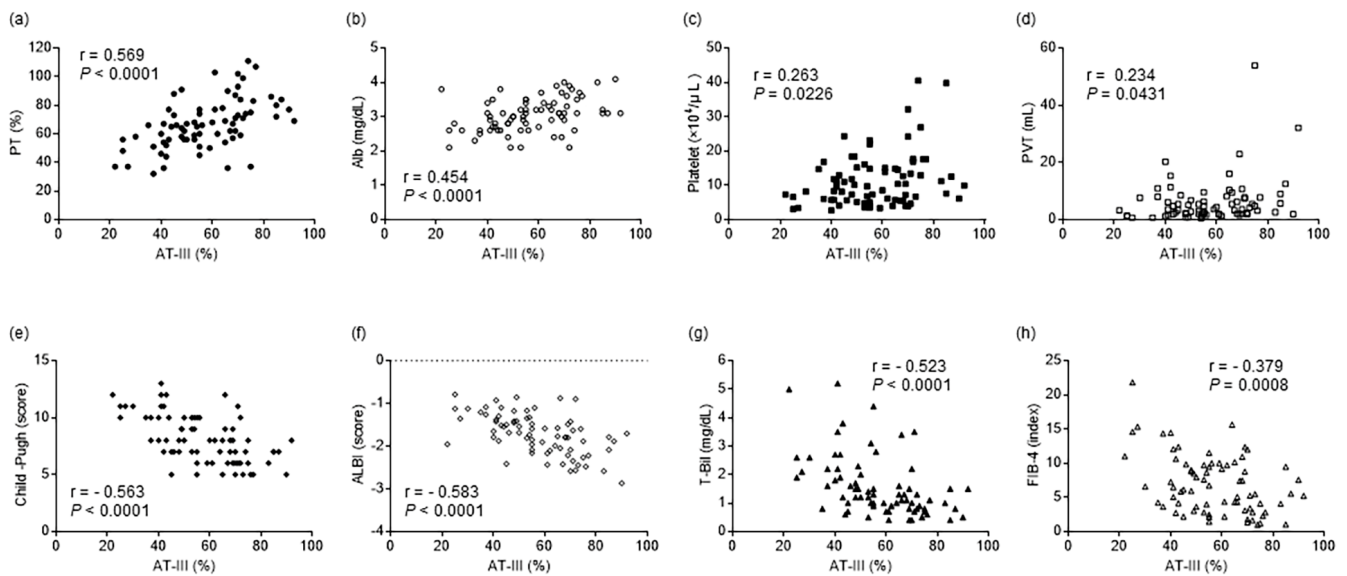 (a)
r = 0.569
P < 0.0001
120
100
80
60
40
20
0
PT (%)
0 20 40 60 80 100
AT-III (%)
(b)
5
4
3
2
1
0
Alb (mg/dL)
r = 0.454
P < 0.0001
0 20 40 60 80 100
AT-III (%)
(c)
r = 0.263
P = 0.0226
50
40
30
20
10
0
Platelet (×10⁴/μ L)
0 20 40 60 80 100
AT-III (%)
(d)
r = 0.234
P = 0.0431
60
40
20
0
PVT (mL)
0 20 40 60 80 100
AT-III (%)
(e)
15
10
5
0
Child -Pugh (score)
r = - 0.563
P < 0.0001
0 20 40 60 80 100
AT-III (%)
(f)
0
-1
-2
-3
-4
ALBI (score)
r = - 0.583
P < 0.0001
0 20 40 60 80 100
AT-III (%)
(g)
r = - 0.523
P < 0.0001
6
5
4
3
2
1
0
T-Bil (mg/dL)
0 20 40 60 80 100
AT-III (%)
(h)
r = - 0.379
P = 0.0008
25
20
15
10
5
0
FIB-4 (index)
0 20 40 60 80 100
AT-III (%)